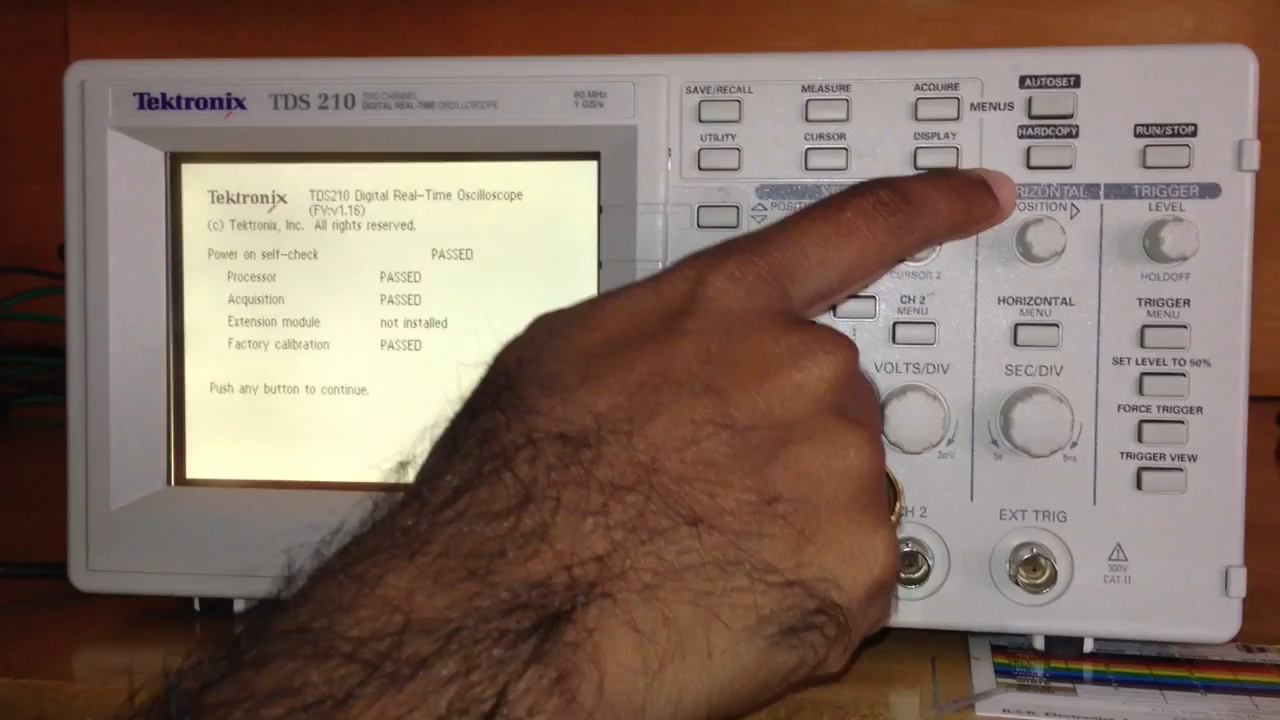 Tektronix TDS 210 TWO CHANNEL
DIGITAL REAL-TIME OSCILLOSCOPE
60 MHz
1 GS/s
Tektronix TDS210 Digital Real-Time Oscilloscope
(FV:v1.16)
(c) Tektronix, Inc. All rights reserved.
Power on self-check PASSED
Processor PASSED
Acquisition PASSED
Extension module not installed
Factory calibration PASSED
Push any button to continue.
SAVE/RECALL MEASURE ACQUIRE
MENUS
AUTOSET
UTILITY CURSOR DISPLAY
HARDCOPY RUN/STOP
TRIGGER
LEVEL
POSITION
CURSOR 2
HOLDOFF
CH 2
MENU
HORIZONTAL
MENU
TRIGGER
MENU
SET LEVEL TO 50%
VOLTS/DIV SEC/DIV
FORCE TRIGGER
2mV 5s 5ns
TRIGGER VIEW
EXT TRIG
300V
CAT II